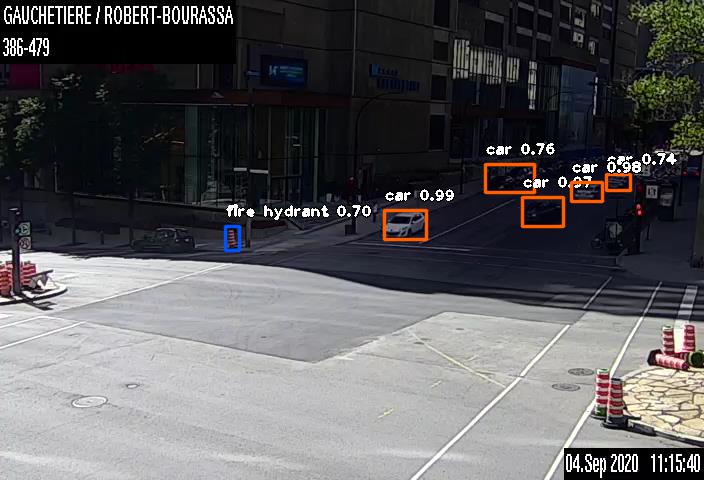 GAUCHETIERE / ROBERT-BOURASSA
386-479
car 0.76
car 0.74
car 0.98
car 0.97
car 0.99
fire hydrant 0.70
04.Sep 2020 11:15:40